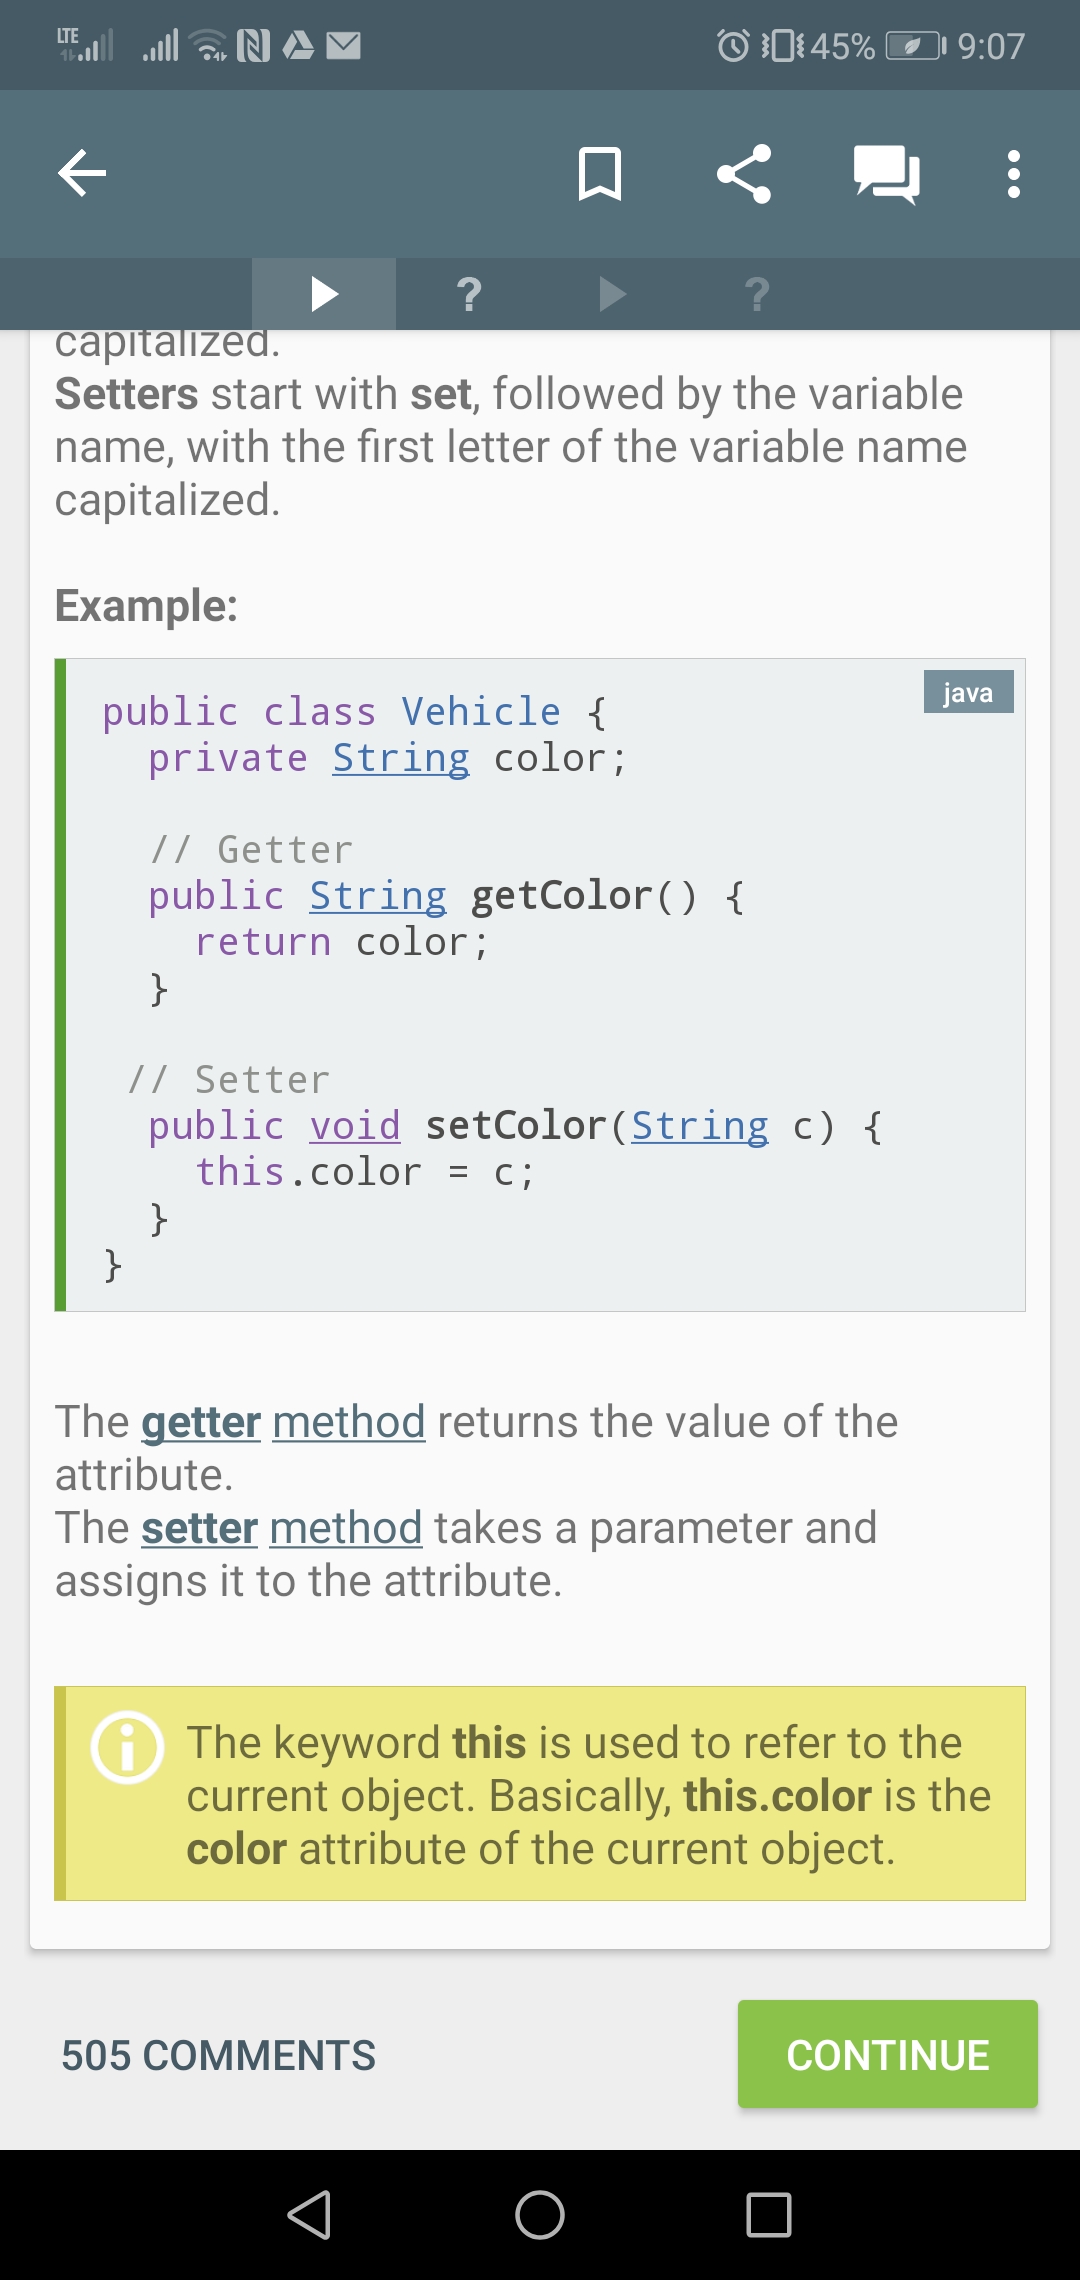 LTE 45% 9:07
? ?
capitalized.
Setters start with set, followed by the variable
name, with the first letter of the variable name
capitalized.
Example:
java
public class Vehicle {
private String color;
// Getter
public String getColor() {
return color;
}
// Setter
public void setColor(String c) {
this.color = c;
}
}
The getter method returns the value of the
attribute.
The setter method takes a parameter and
assigns it to the attribute.
The keyword this is used to refer to the
current object. Basically, this.color is the
color attribute of the current object.
505 COMMENTS
CONTINUE